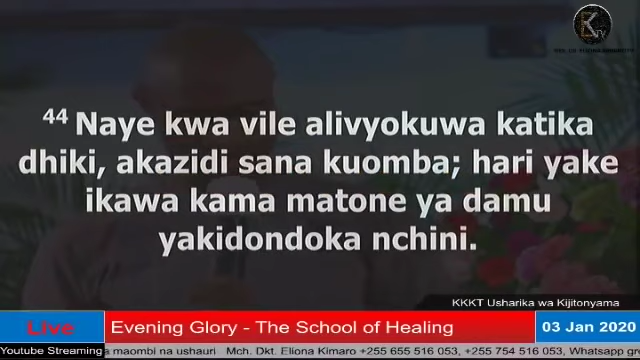 44 Naye kwa vile alivyokuwa katika
dhiki, akazidi sana kuomba; hari yake
ikawa kama matone ya damu
yakidondoka nchini.
KKKT Usharika wa Kijitonyama
Live
Evening Glory - The School of Healing
03 Jan 2020
Youtube Streaming
a maombi na ushauri Mch. Dkt. Eliona Kimaro +255 655 516 053, +255 754 516 053, Whatsapp gr